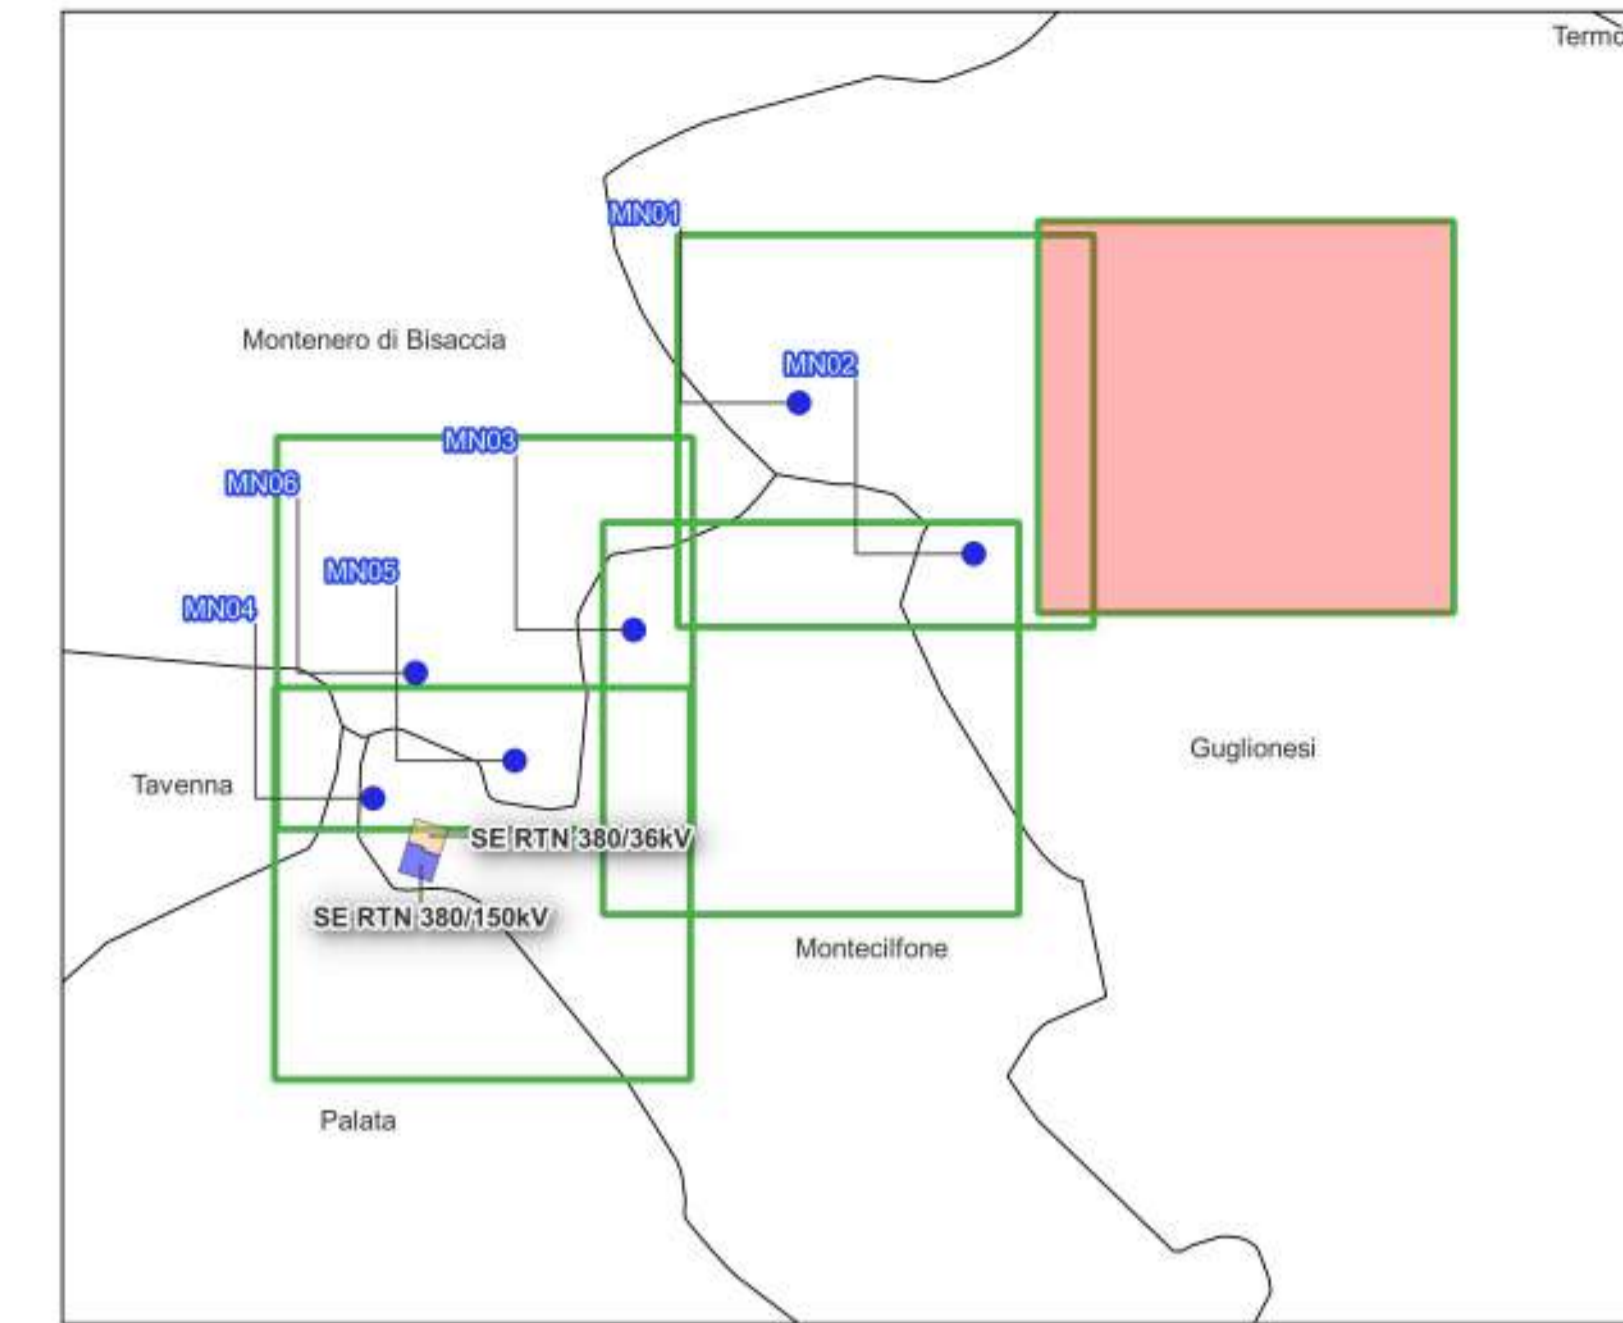 Termo
MN01
Montenero di Bisaccia
MN02
MN03
MN06
MN05
MN04
Guglionesi
Tavenna
SE RTN 380/36kV
SE RTN 380/150kV
Montecilfone
Palata